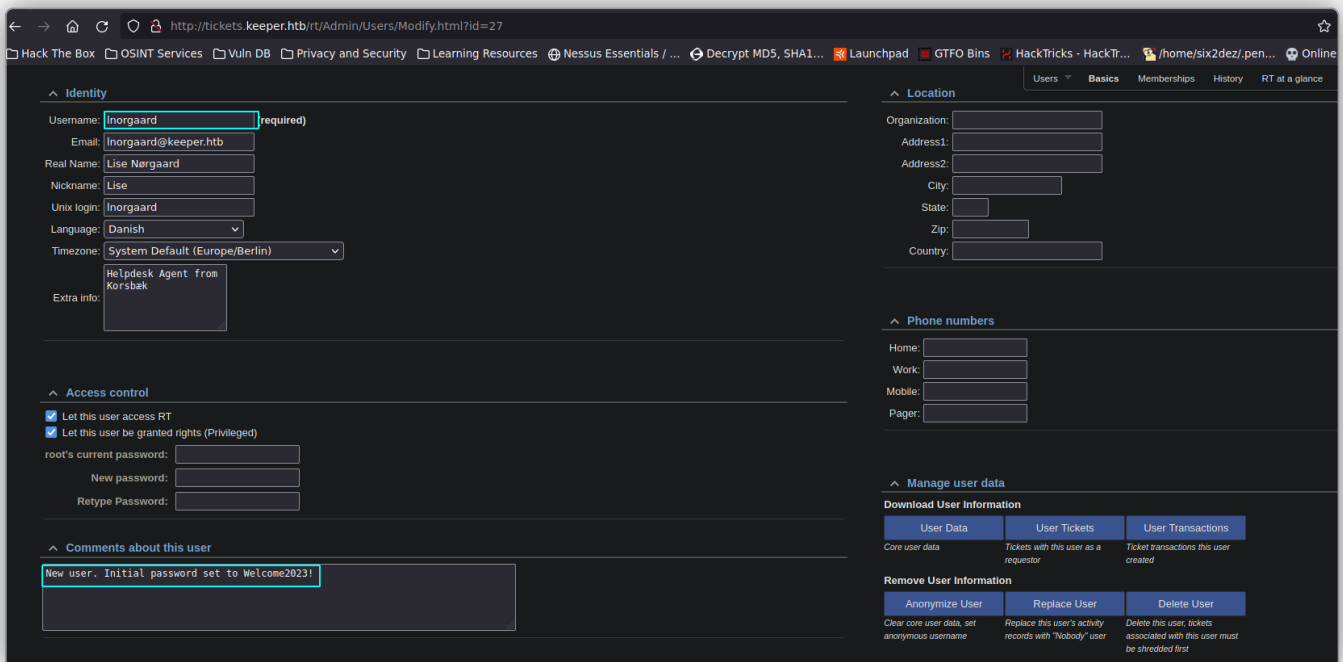 http://tickets.keeper.htb/rt/Admin/Users/Modify.html?id=27
Hack The Box OSINT Services Vuln DB Privacy and Security Learning Resources Nessus Essentials / ... Decrypt MD5, SHA1... Launchpad GTFO Bins HackTricks - HackTr... /home/six2dez/.pen... Online
Users Basics Memberships History RT at a glance
Identity
Username: lnorgaard (required)
Email: lnorgaard@keeper.htb
Real Name: Lise Nørgaard
Nickname: Lise
Unix login: lnorgaard
Language: Danish
Timezone: System Default (Europe/Berlin)
Extra info: Helpdesk Agent from
Korsbæk
Access control
Let this user access RT
Let this user be granted rights (Privileged)
root's current password:
New password:
Retype Password:
Comments about this user
New user. Initial password set to Welcome2023!
Location
Organization:
Address1:
Address2:
City:
State:
Zip:
Country:
Phone numbers
Home:
Work:
Mobile:
Pager:
Manage user data
Download User Information
User Data User Tickets User Transactions
Core user data Tickets with this user as a Ticket transactions this user
requestor created
Remove User Information
Anonymize User Replace User Delete User
Clear core user data, set Replace this user's activity Delete this user, tickets
anonymous username records with "Nobody" user associated with this user must
be shredded first